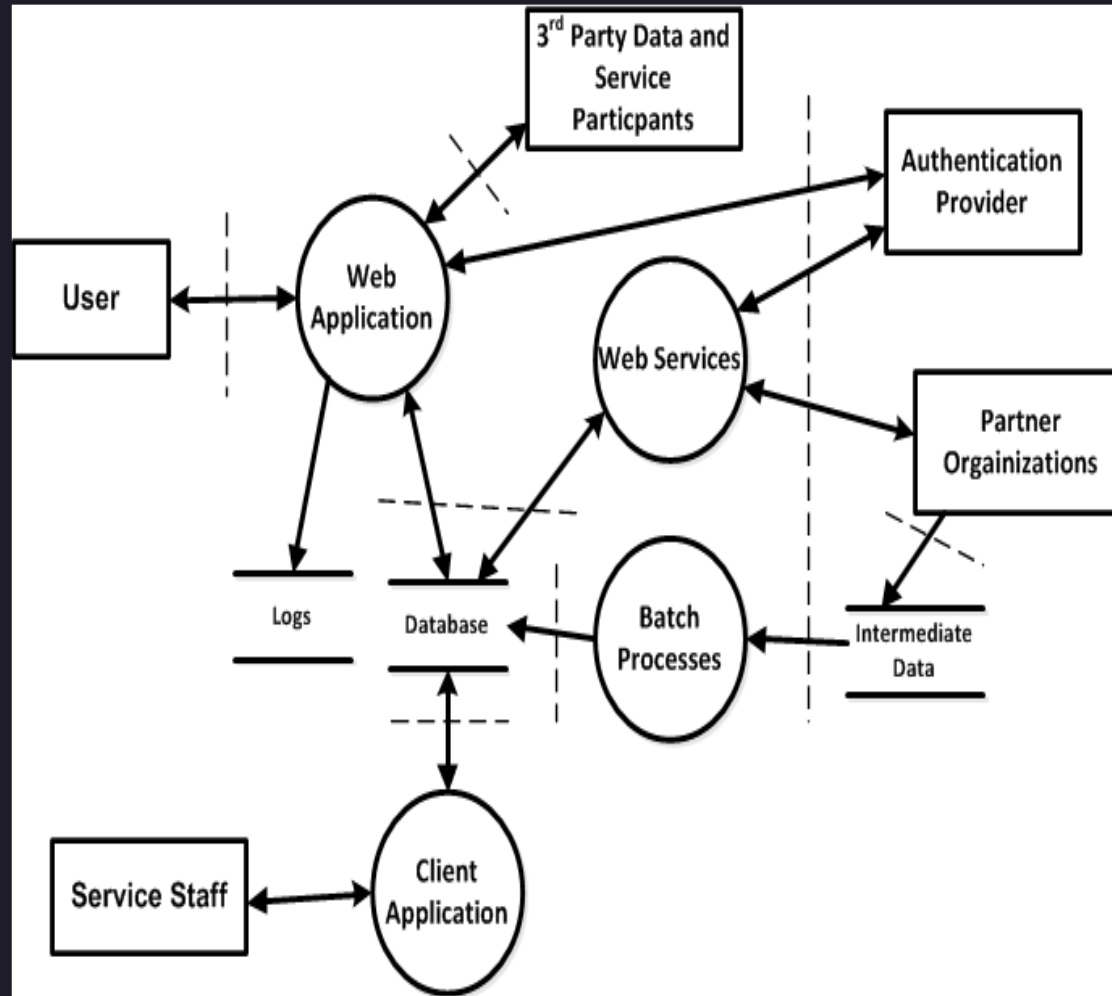 3rd Party Data and
Service
Particpants
Authentication
Provider
User
Web
Application
Web Services
Partner
Orgainizations
Logs
Database
Batch
Processes
Intermediate
Data
Service Staff
Client
Application